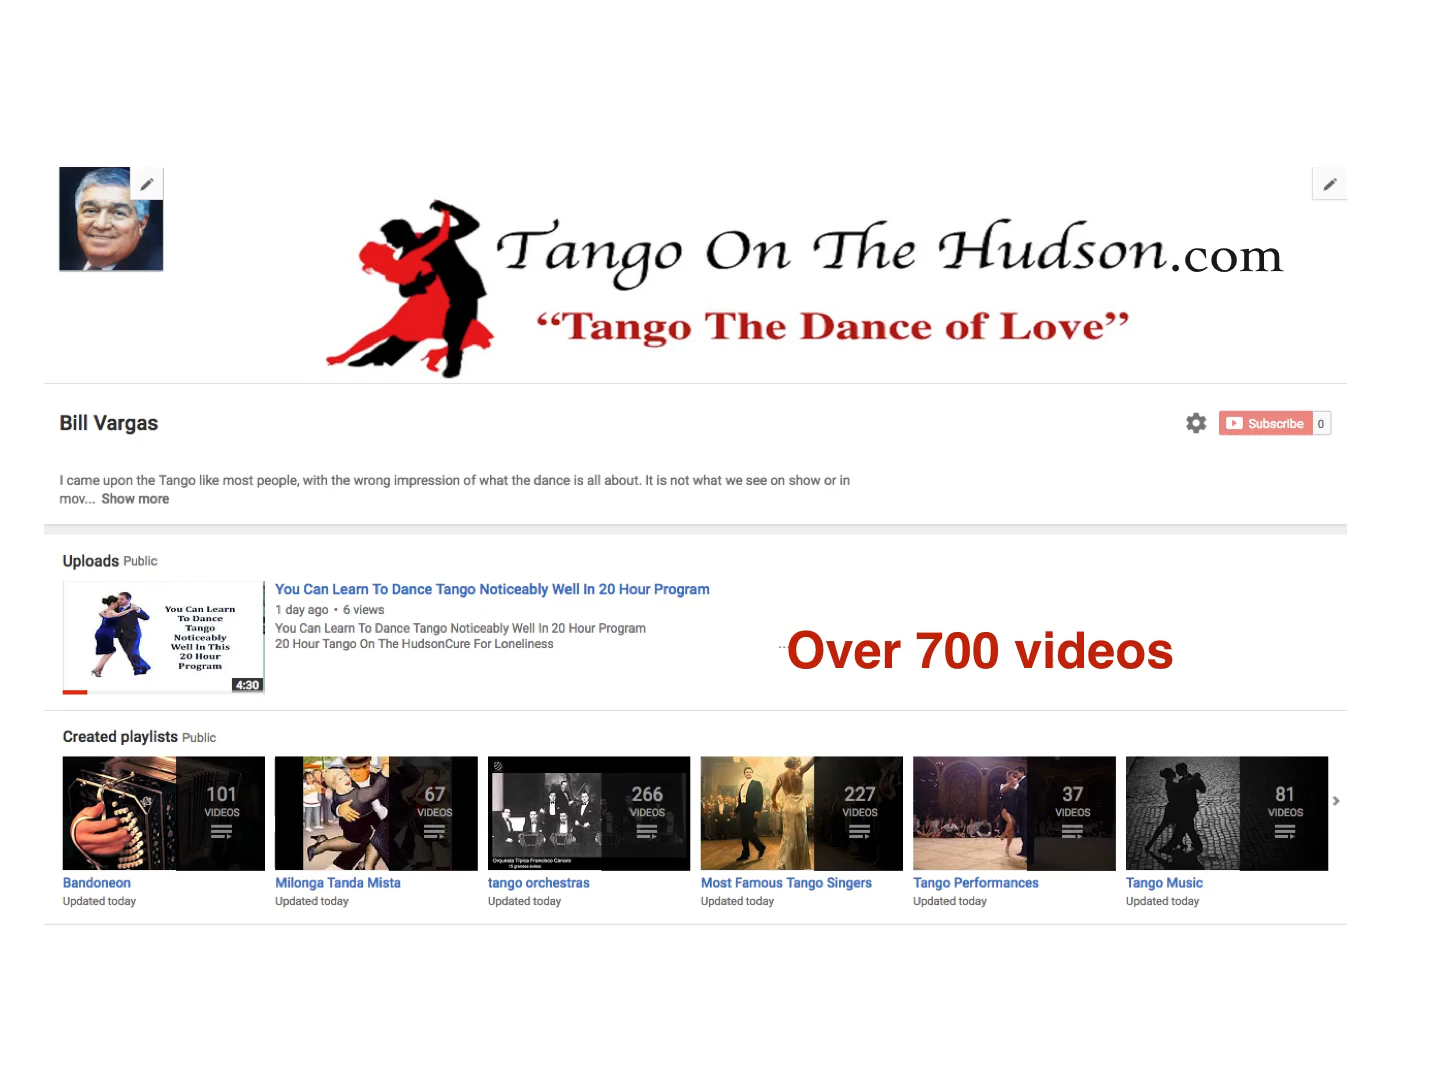 Tango On The Hudson.com
“Tango The Dance of Love”
Bill Vargas
Subscribe 0
I came upon the Tango like most people, with the wrong impression of what the dance is all about. It is not what we see on show or in
mov... Show more
Uploads Public
You Can Learn
To Dance
Tango
Noticeably
Well In This
20 Hour
Program
4:30
You Can Learn To Dance Tango Noticeably Well In 20 Hour Program
1 day ago • 6 views
You Can Learn To Dance Tango Noticeably Well In 20 Hour Program
20 Hour Tango On The HudsonCure For Loneliness
...
Over 700 videos
Created playlists Public
101
VIDEOS
Bandoneon
Updated today
67
VIDEOS
Milonga Tanda Mista
Updated today
266
VIDEOS
Orquesta Tipica Francisco Canaro
15 grandes exitos
tango orchestras
Updated today
227
VIDEOS
Most Famous Tango Singers
Updated today
37
VIDEOS
Tango Performances
Updated today
81
VIDEOS
Tango Music
Updated today